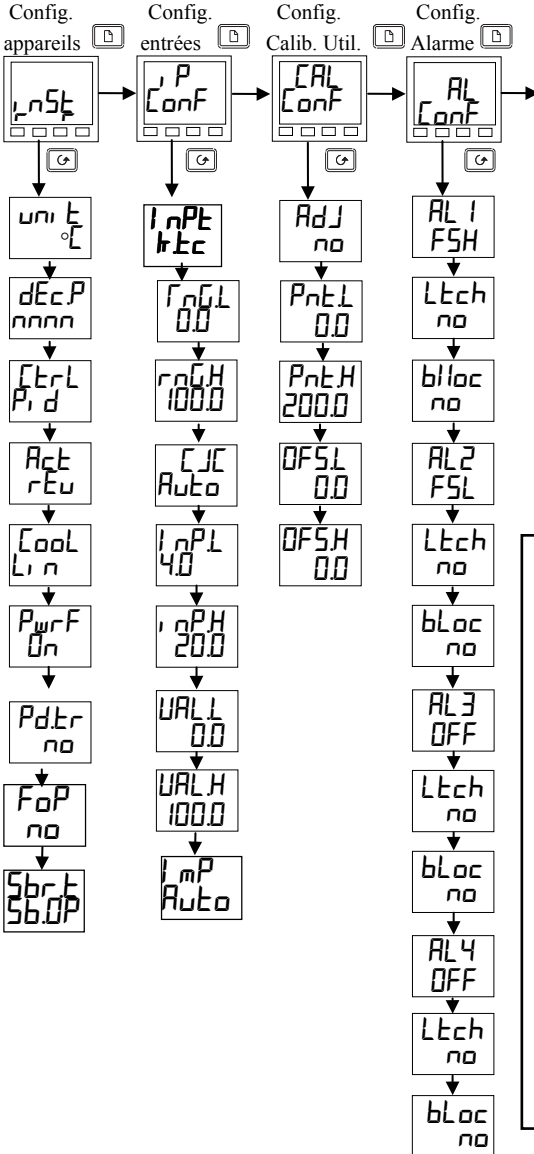 Config.
appareils
Config.
entrées
Config.
Calib. Util.
Config.
Alarme
inSt
iP
ConF
CAL
ConF
AL
ConF
unit
°C
dEc.P
nnnn
CtrL
Pid
Act
rEv
CooL
Lin
PwrF
On
Pd.tr
no
FoP
no
Sbr.t
Sb.OP
InPt
k.tc
rnG.L
0.0
rnG.H
100.0
CJC
Auto
InP.L
4.0
inP.H
20.0
VAL.L
0.0
VAL.H
100.0
ImP
Auto
AdJ
no
Pnt.L
0.0
Pnt.H
200.0
OFS.L
0.0
OFS.H
0.0
AL1
FSH
Ltch
no
blloc
no
AL2
FSL
Ltch
no
bLoc
no
AL3
OFF
Ltch
no
bLoc
no
AL4
OFF
Ltch
no
bLoc
no